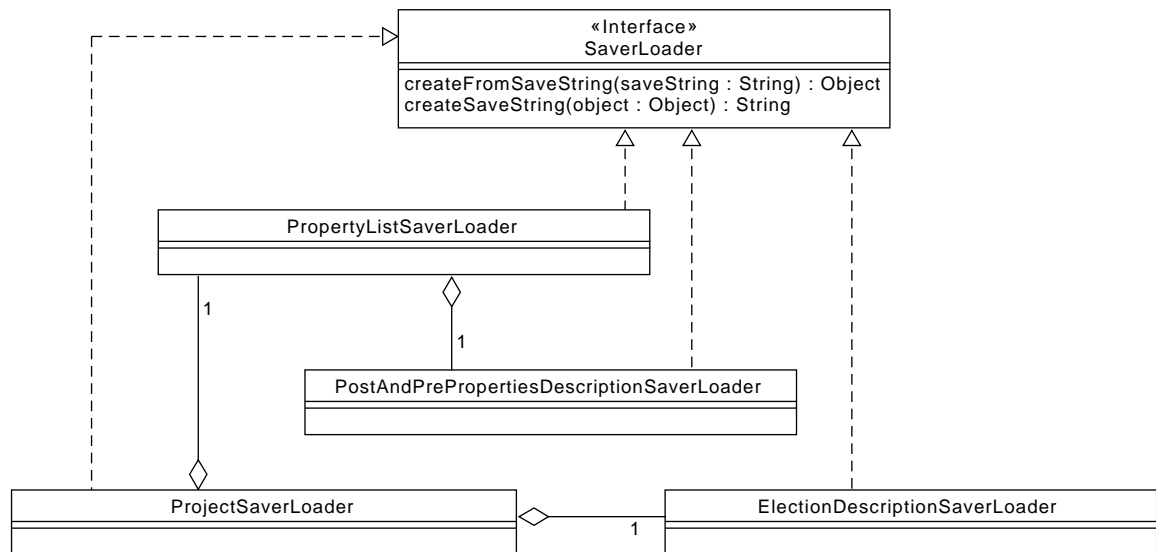 «Interface»
SaverLoader
createFromSaveString(saveString : String) : Object
createSaveString(object : Object) : String
PropertyListSaverLoader
1
1
PostAndPrePropertiesDescriptionSaverLoader
ProjectSaverLoader
ElectionDescriptionSaverLoader
1